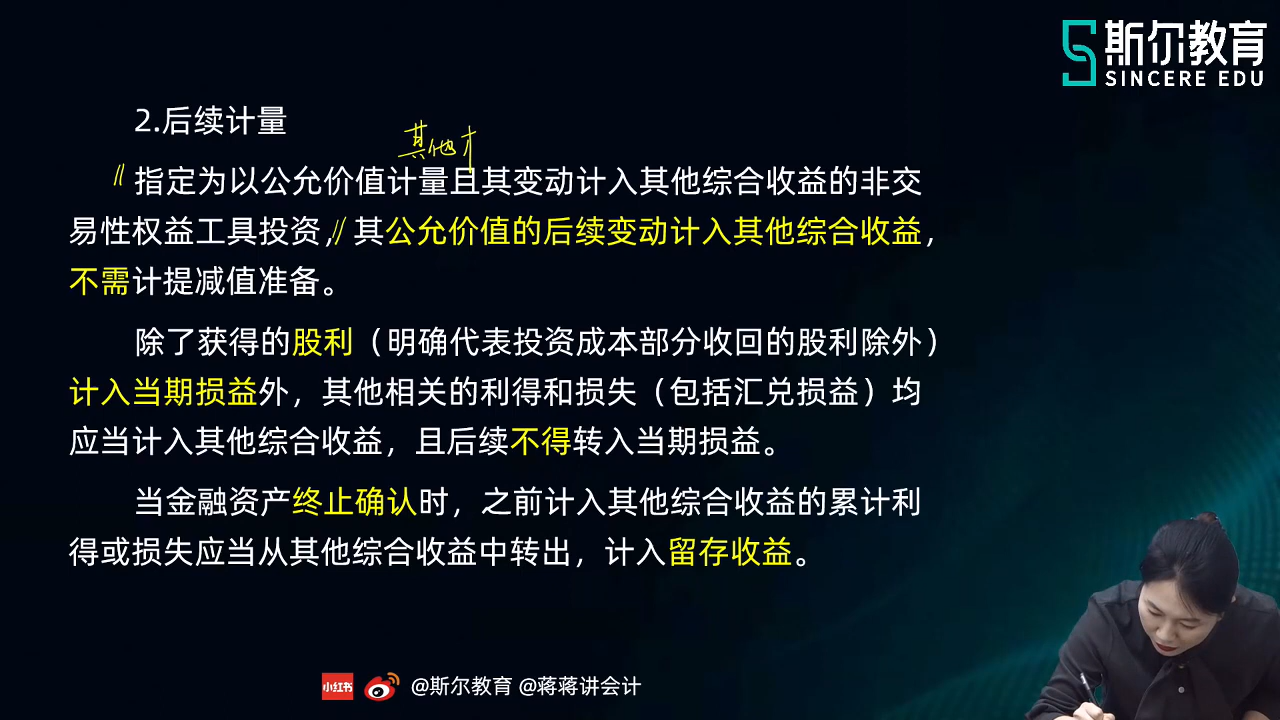 斯尔教育
SINCERE EDU
2.后续计量
其他
指定为以公允价值计量且其变动计入其他综合收益的非交
易性权益工具投资，其公允价值的后续变动计入其他综合收益，
不需计提减值准备。
除了获得的股利（明确代表投资成本部分收回的股利除外）
计入当期损益外，其他相关的利得和损失（包括汇兑损益）均
应当计入其他综合收益，且后续不得转入当期损益。
当金融资产终止确认时，之前计入其他综合收益的累计利
得或损失应当从其他综合收益中转出，计入留存收益。
小红书 @斯尔教育 @蒋蒋讲会计